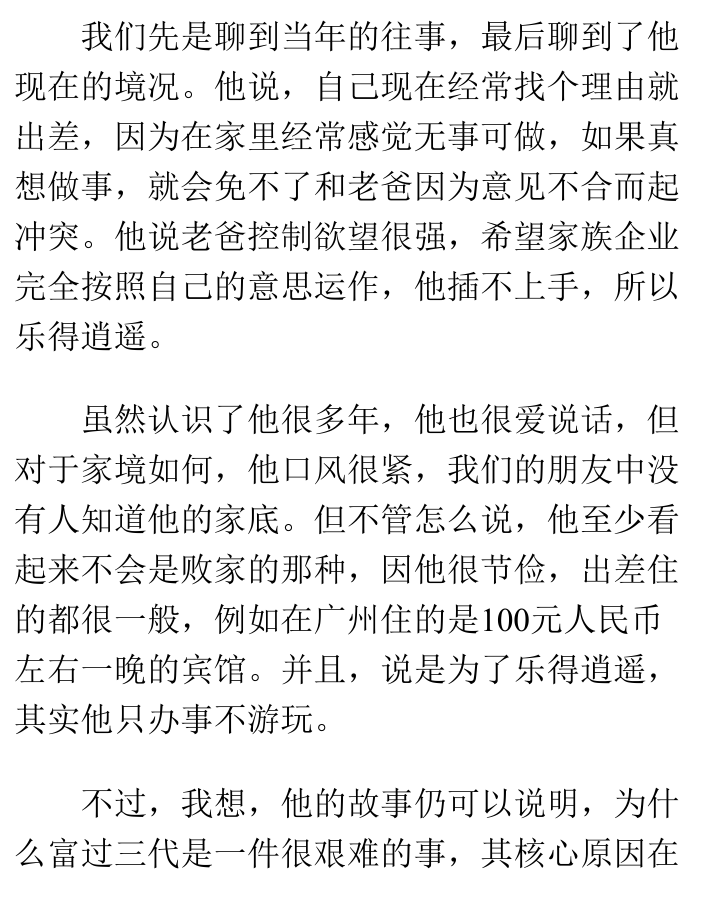 我们先是聊到当年的往事，最后聊到了他
现在的境况。他说，自己现在经常找个理由就
出差，因为在家里经常感觉无事可做，如果真
想做事，就会免不了和老爸因为意见不合而起
冲突。他说老爸控制欲望很强，希望家族企业
完全按照自己的意思运作，他插不上手，所以
乐得逍遥。
虽然认识了他很多年，他也很爱说话，但
对于家境如何，他口风很紧，我们的朋友中没
有人知道他的家底。但不管怎么说，他至少看
起来不会是败家的那种，因他很节俭，出差住
的都很一般，例如在广州住的是100元人民币
左右一晚的宾馆。并且，说是为了乐得逍遥，
其实他只办事不游玩。
不过，我想，他的故事仍可以说明，为什
么富过三代是一件很艰难的事，其核心原因在